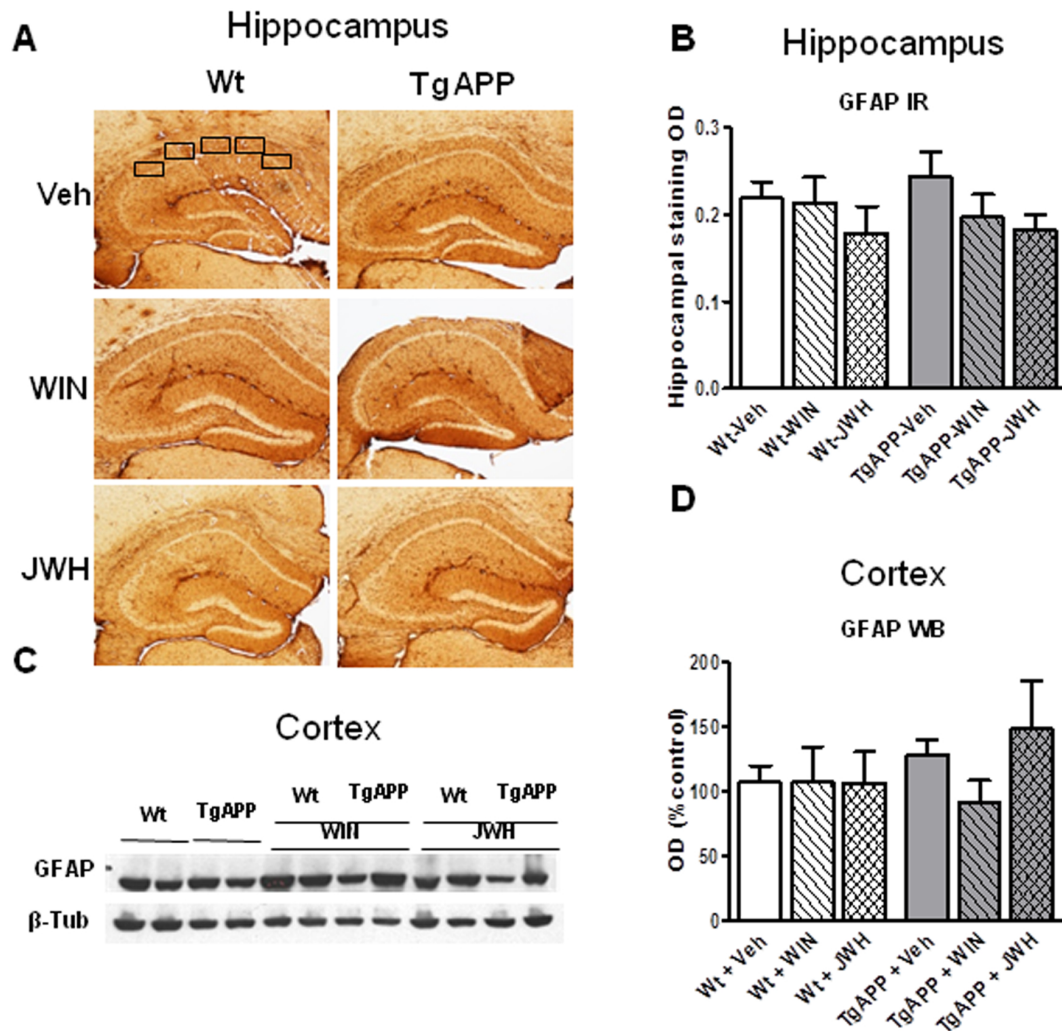 A
Hippocampus
Wt
TgAPP
Veh
WIN
JWH
B
Hippocampus
GFAP IR
Hippocampal staining OD
0.3
0.2
0.1
0.0
Wt-Veh
Wt-WIN
Wt-JWH
TgAPP-Veh
TgAPP-WIN
TgAPP-JWH
C
Cortex
Wt
TgAPP
Wt
TgAPP
Wt
TgAPP
WIN
JWH
GFAP
β-Tub
D
Cortex
GFAP WB
OD (% control)
200
150
100
50
0
Wt + Veh
Wt + WIN
Wt + JWH
TgAPP + Veh
TgAPP + WIN
TgAPP + JWH